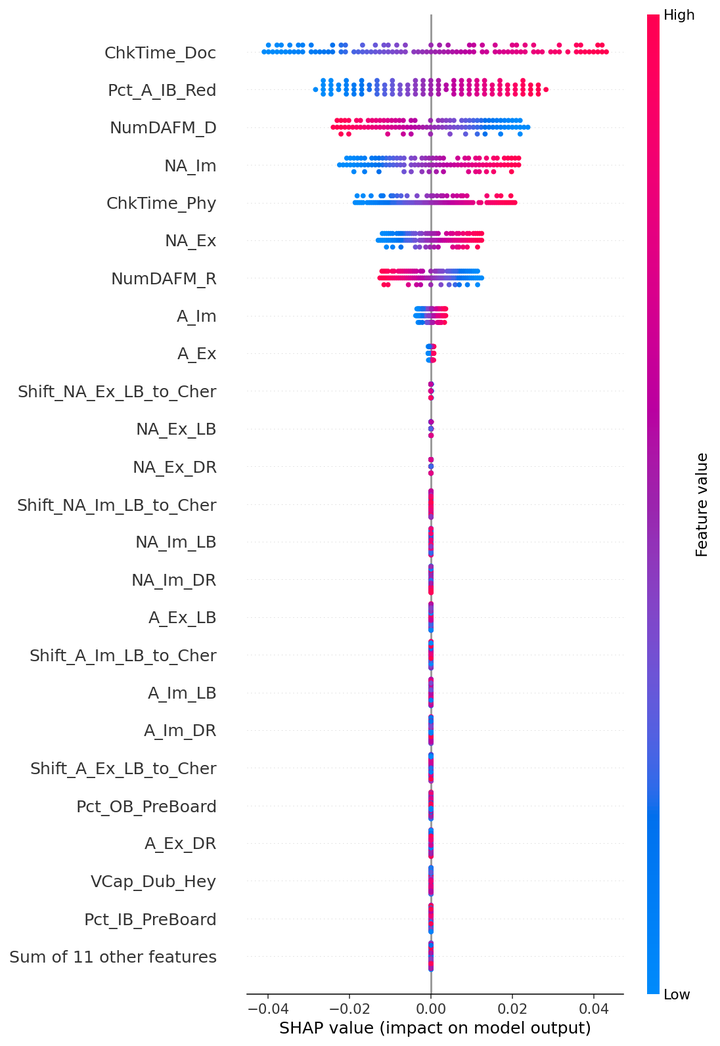 High
ChkTime_Doc
Pct_A_IB_Red
NumDAFM_D
NA_Im
ChkTime_Phy
NA_Ex
NumDAFM_R
A_Im
A_Ex
Shift_NA_Ex_LB_to_Cher
NA_Ex_LB
NA_Ex_DR
Shift_NA_Im_LB_to_Cher
NA_Im_LB
NA_Im_DR
A_Ex_LB
Shift_A_Im_LB_to_Cher
A_Im_LB
A_Im_DR
Shift_A_Ex_LB_to_Cher
Pct_OB_PreBoard
A_Ex_DR
VCap_Dub_Hey
Pct_IB_PreBoard
Sum of 11 other features
Feature value
Low
−0.04 −0.02 0.00 0.02 0.04
SHAP value (impact on model output)